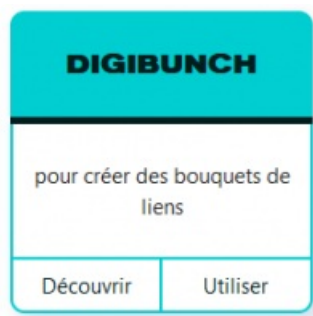 DIGIBUNCH
pour créer des bouquets de
liens
Découvrir
Utiliser